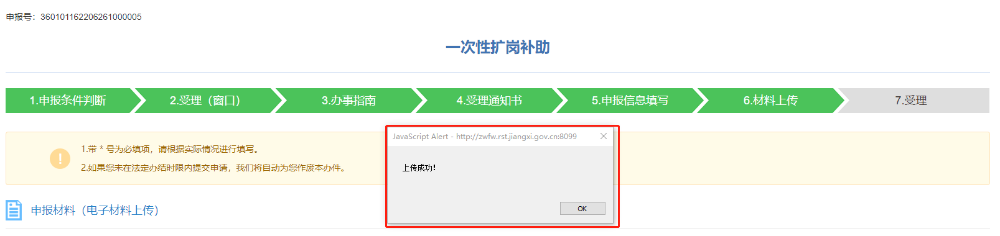 申报号：360101162206261000005
一次性扩岗补助
1.申报条件判断
2.受理（窗口）
3.办事指南
4.受理通知书
5.申报信息填写
6.材料上传
7.受理
JavaScript Alert - http://zwfw.rst.jiangxi.gov.cn:8099
1.带 * 号为必填项，请根据实际情况进行填写。
2.如果您未在法定办结时限内提交申请，我们将自动为您作废本办件。
上传成功!
OK
申报材料（电子材料上传）